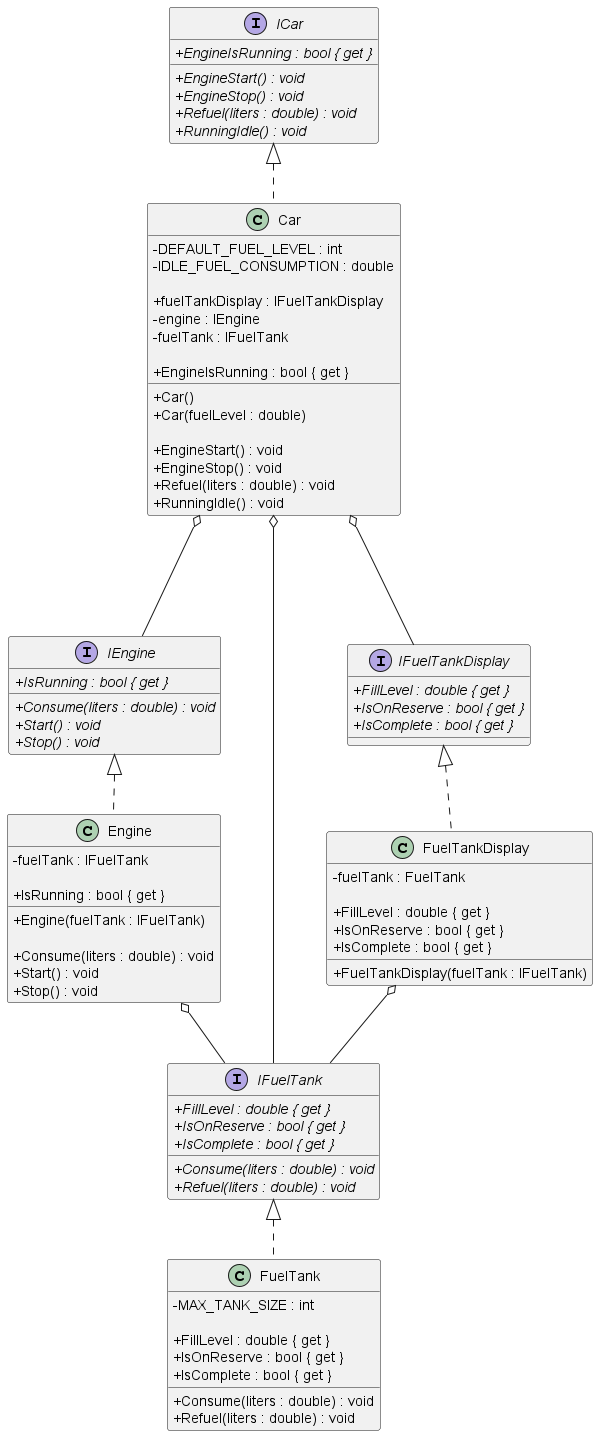 I ICar
+EngineIsRunning : bool { get }
+EngineStart() : void
+EngineStop() : void
+Refuel(liters : double) : void
+RunningIdle() : void
C Car
-DEFAULT_FUEL_LEVEL : int
-IDLE_FUEL_CONSUMPTION : double
+fuelTankDisplay : IFuelTankDisplay
-engine : IEngine
-fuelTank : IFuelTank
+EngineIsRunning : bool { get }
+Car()
+Car(fuelLevel : double)
+EngineStart() : void
+EngineStop() : void
+Refuel(liters : double) : void
+RunningIdle() : void
I IEngine
+IsRunning : bool { get }
+Consume(liters : double) : void
+Start() : void
+Stop() : void
I IFuelTankDisplay
+FillLevel : double { get }
+IsOnReserve : bool { get }
+IsComplete : bool { get }
C Engine
-fuelTank : IFuelTank
+IsRunning : bool { get }
+Engine(fuelTank : IFuelTank)
+Consume(liters : double) : void
+Start() : void
+Stop() : void
C FuelTankDisplay
-fuelTank : FuelTank
+FillLevel : double { get }
+IsOnReserve : bool { get }
+IsComplete : bool { get }
+FuelTankDisplay(fuelTank : IFuelTank)
I IFuelTank
+FillLevel : double { get }
+IsOnReserve : bool { get }
+IsComplete : bool { get }
+Consume(liters : double) : void
+Refuel(liters : double) : void
C FuelTank
-MAX_TANK_SIZE : int
+FillLevel : double { get }
+IsOnReserve : bool { get }
+IsComplete : bool { get }
+Consume(liters : double) : void
+Refuel(liters : double) : void